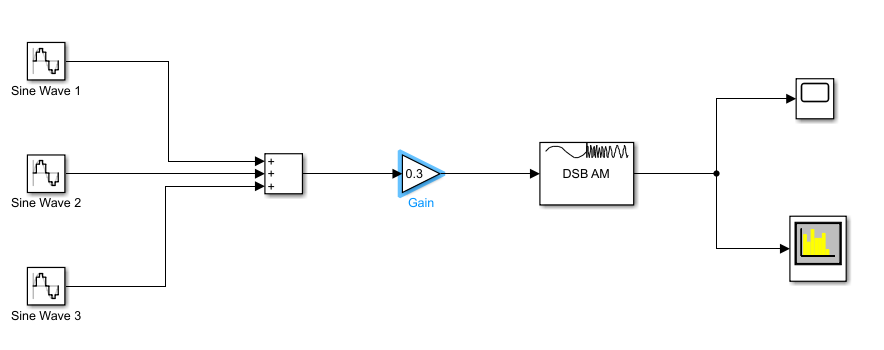 Sine Wave 1
Sine Wave 2
Sine Wave 3
+
+
+
0.3
Gain
DSB AM